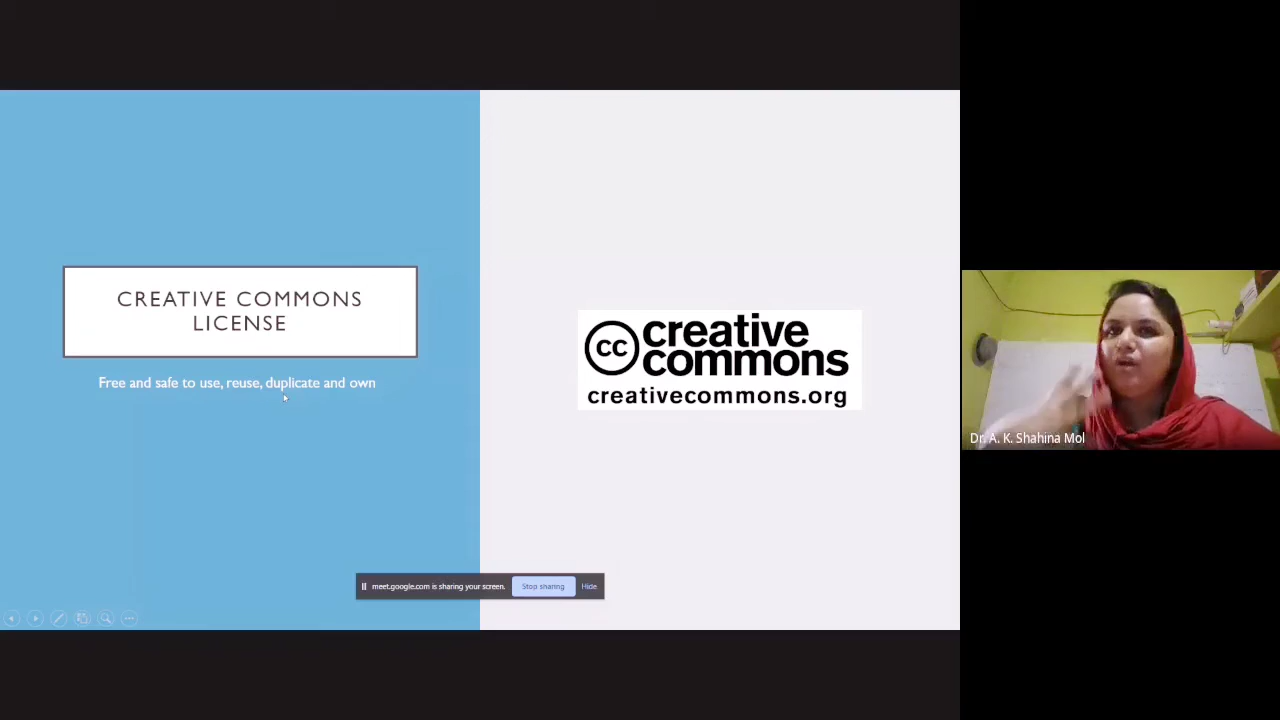 CREATIVE COMMONS
LICENSE
Free and safe to use, reuse, duplicate and own
cc creative
commons
creativecommons.org
Dr. A. K. Shahina Mol
meet.google.com is sharing your screen. Stop sharing Hide